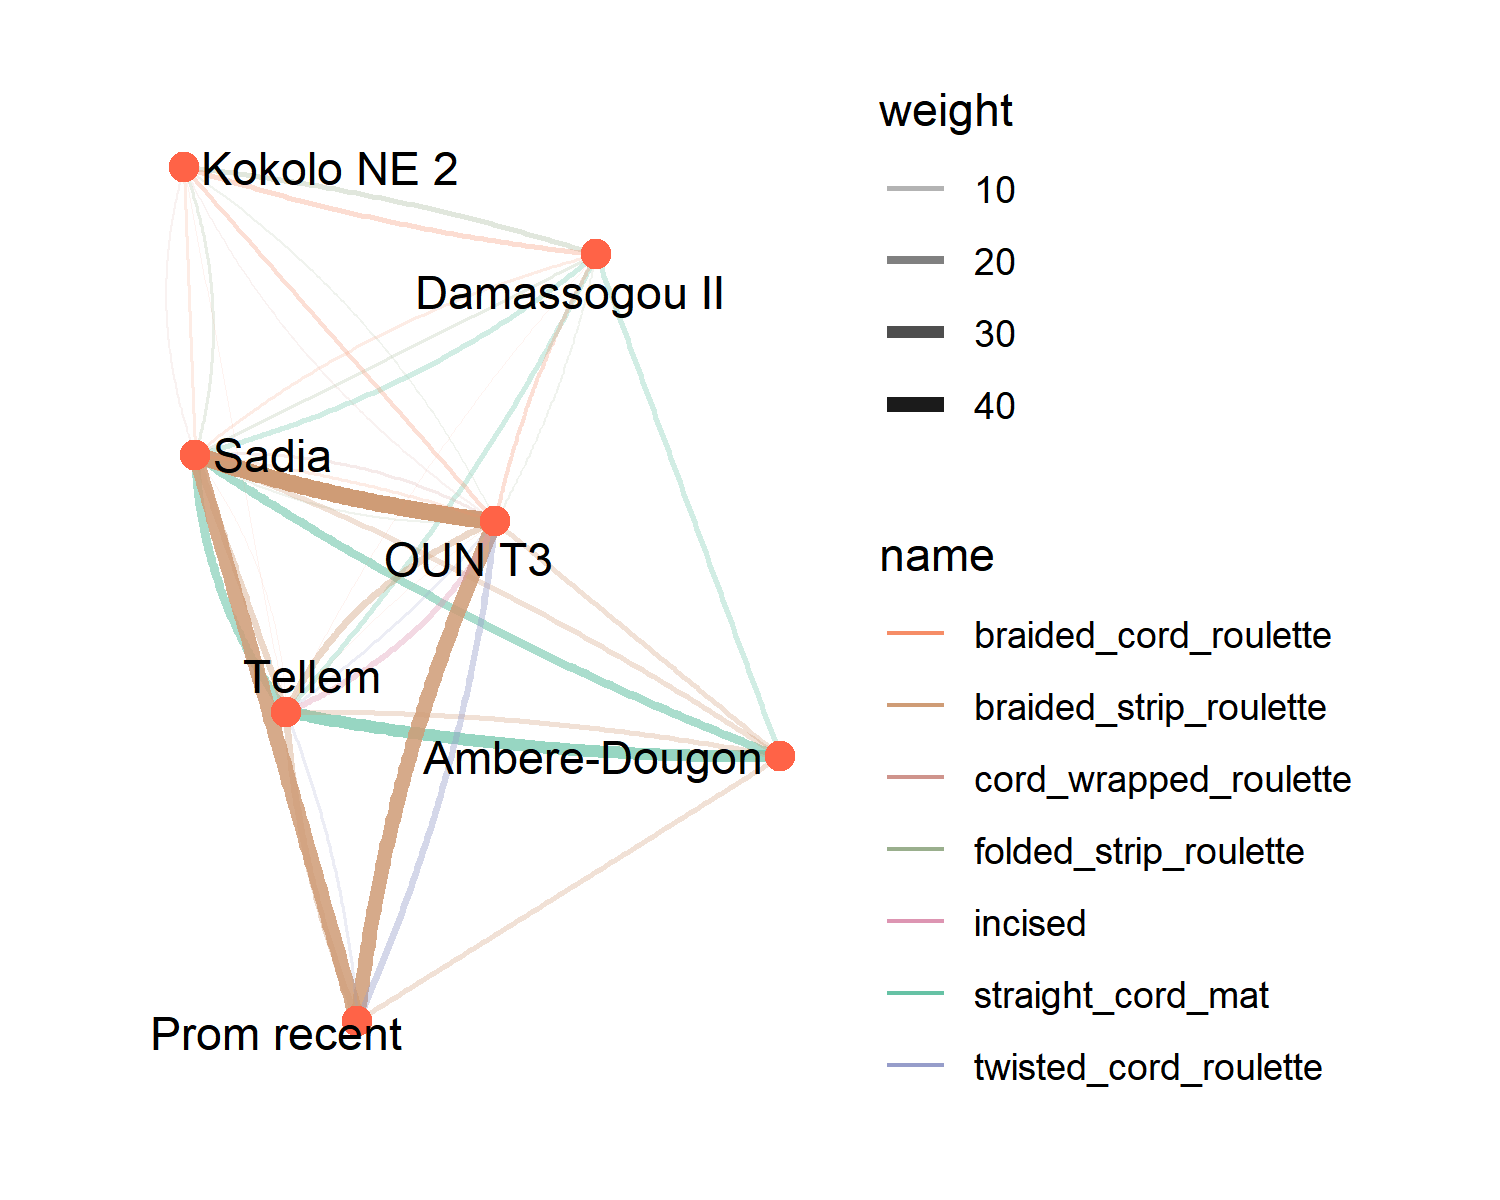 Kokolo NE 2
Damassogou II
Sadia
OUN T3
Tellem
Ambere-Dougon
Prom recent
weight
10
20
30
40
name
braided_cord_roulette
braided_strip_roulette
cord_wrapped_roulette
folded_strip_roulette
incised
straight_cord_mat
twisted_cord_roulette